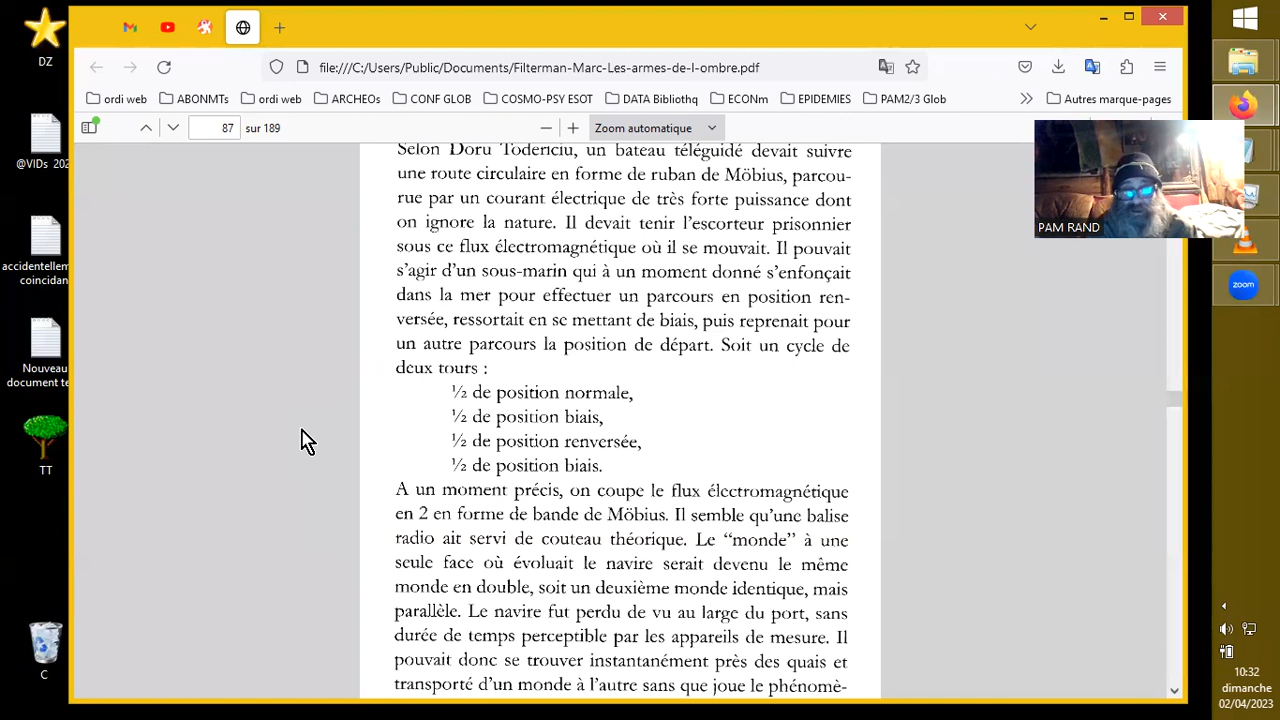 DZ
@VIDs 202
accidentellem
coincidan
Nouveau
document te
TT
C
file:///C:/Users/Public/Documents/Filterman-Marc-Les-armes-de-l-ombre.pdf
ordi web
ABONMTs
ordi web
ARCHEOs
CONF GLOB
COSMO-PSY ESOT
DATA Bibliothq
ECONm
EPIDEMIES
PAM2/3 Glob
Autres marque-pages
87 sur 189
Zoom automatique
Selon Doru Todericiu, un bateau téléguidé devait suivre
une route circulaire en forme de ruban de Möbius, parcou-
rue par un courant électrique de très forte puissance dont
on ignore la nature. Il devait tenir l'escorteur prisonnier
sous ce flux électromagnétique où il se mouvait. Il pouvait
s'agir d'un sous-marin qui à un moment donné s'enfonçait
dans la mer pour effectuer un parcours en position ren-
versée, ressortait en se mettant de biais, puis reprenait pour
un autre parcours la position de départ. Soit un cycle de
deux tours :
½ de position normale,
½ de position biais,
½ de position renversée,
½ de position biais.
A un moment précis, on coupe le flux électromagnétique
en 2 en forme de bande de Möbius. Il semble qu'une balise
radio ait servi de couteau théorique. Le “monde” à une
seule face où évoluait le navire serait devenu le même
monde en double, soit un deuxième monde identique, mais
parallèle. Le navire fut perdu de vu au large du port, sans
durée de temps perceptible par les appareils de mesure. Il
pouvait donc se trouver instantanément près des quais et
transporté d'un monde à l'autre sans que joue le phénomè-
PAM RAND
zoom
10:32
dimanche
02/04/2023